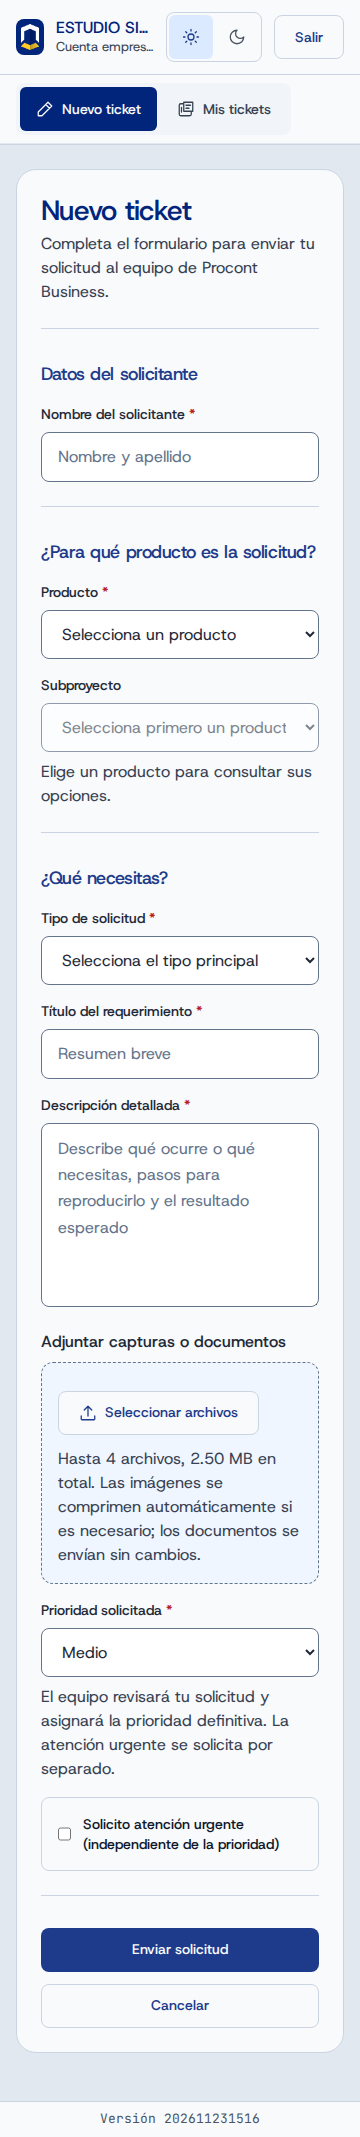 ESTUDIO SI...
Cuenta empres...
Salir
Nuevo ticket
Mis tickets
Nuevo ticket
Completa el formulario para enviar tu
solicitud al equipo de Procont
Business.
Datos del solicitante
Nombre del solicitante *
Nombre y apellido
¿Para qué producto es la solicitud?
Producto *
Selecciona un producto
Subproyecto
Selecciona primero un product
Elige un producto para consultar sus
opciones.
¿Qué necesitas?
Tipo de solicitud *
Selecciona el tipo principal
Título del requerimiento *
Resumen breve
Descripción detallada *
Describe qué ocurre o qué
necesitas, pasos para
reproducirlo y el resultado
esperado
Adjuntar capturas o documentos
Seleccionar archivos
Hasta 4 archivos, 2.50 MB en
total. Las imágenes se
comprimen automáticamente si
es necesario; los documentos se
envían sin cambios.
Prioridad solicitada *
Medio
El equipo revisará tu solicitud y
asignará la prioridad definitiva. La
atención urgente se solicita por
separado.
Solicito atención urgente
(independiente de la prioridad)
Enviar solicitud
Cancelar
Versión 202611231516